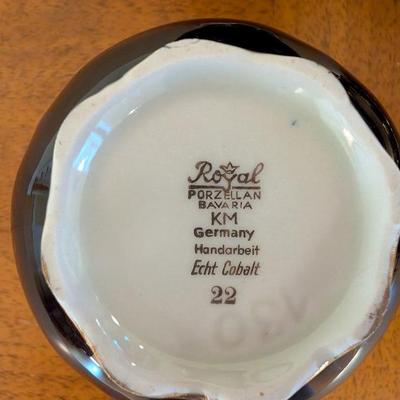 Royal
PORZELLAN
BAVARIA
KM
Germany
Handarbeit
Echt Cobalt
22